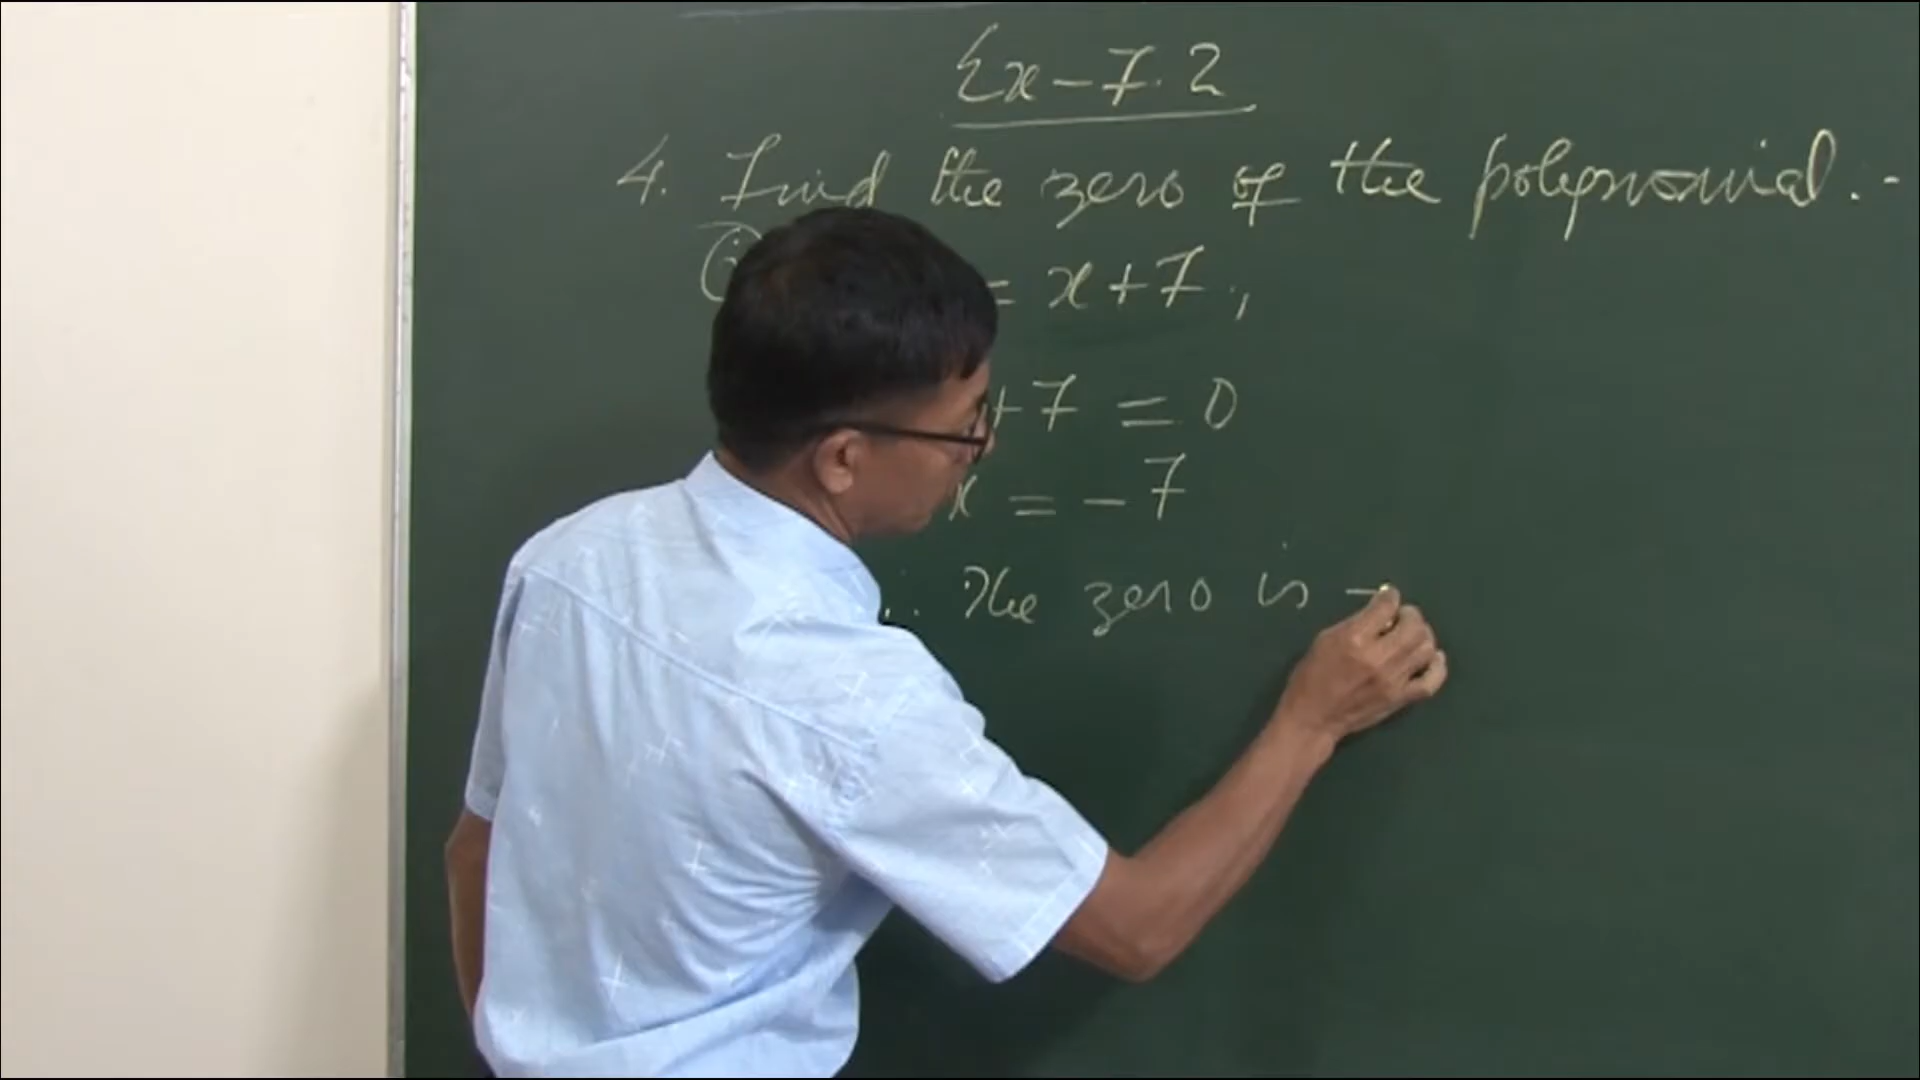 Ex-7.2
4. Find the zero of the polynomial.-
= x+7,
+7 = 0
x = -7
∴ The zero is -